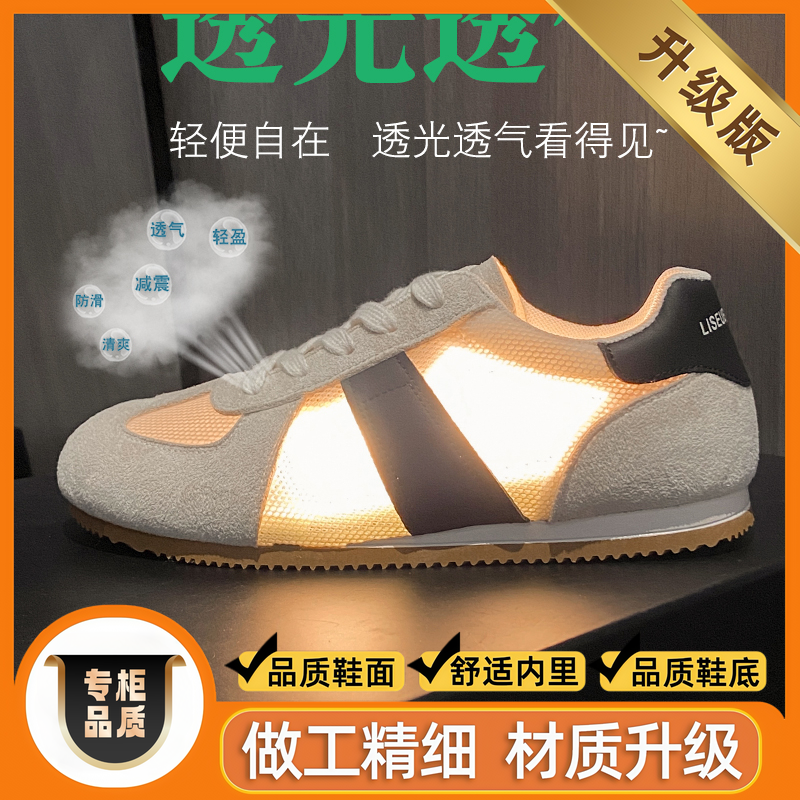 透光透气
升级版
轻便自在 透光透气看得见~
透气
轻盈
减震
防滑
清爽
品质鞋面
舒适内里
品质鞋底
专柜
品质
做工精细 材质升级